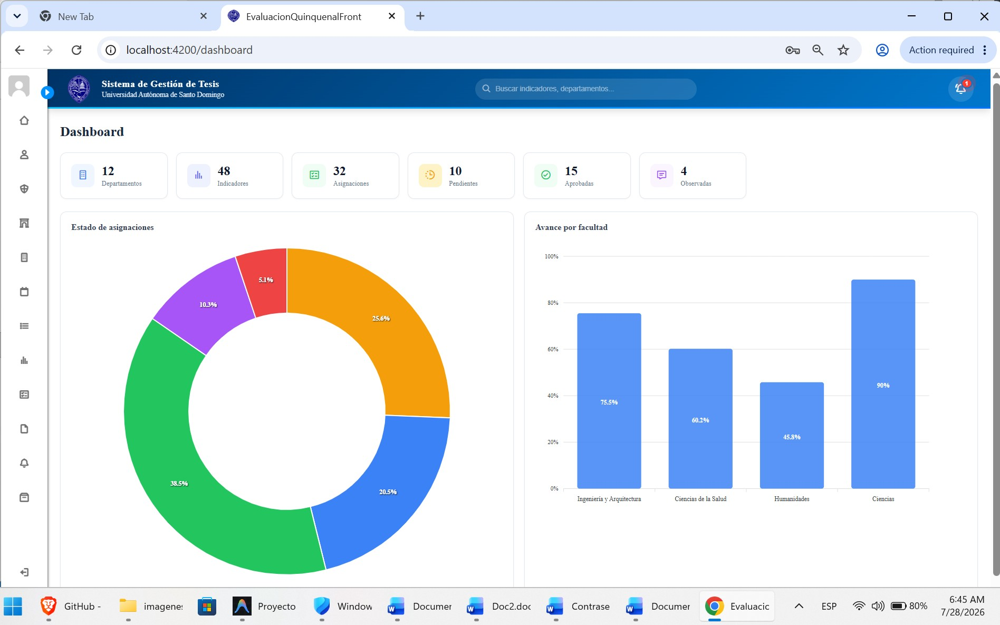 New Tab
EvaluacionQuinquenalFront
localhost:4200/dashboard
Action required
Sistema de Gestión de Tesis
Universidad Autónoma de Santo Domingo
Buscar indicadores, departamentos...
1
Dashboard
12
Departamentos
48
Indicadores
32
Asignaciones
10
Pendientes
15
Aprobadas
4
Observadas
Estado de asignaciones
5.1%
10.3%
25.6%
38.5%
20.5%
Avance por facultad
100%
80%
60%
40%
20%
0%
75.5%
60.2%
45.8%
90%
Ingeniería y Arquitectura
Ciencias de la Salud
Humanidades
Ciencias
GitHub -
imagenes
Proyecto
Window
Documen
Doc2.doc
Contrase
Documen
Evaluacio
ESP
80%
6:45 AM
7/28/2026